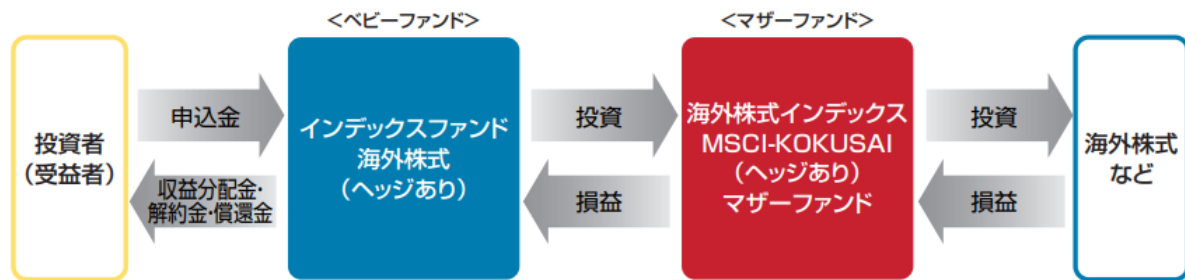 <ベビーファンド>
<マザーファンド>
投資者
(受益者)
申込金
収益分配金・
解約金・償還金
インデックスファンド
海外株式
(ヘッジあり)
投資
損益
海外株式インデックス
MSCI-KOKUSAI
(ヘッジあり)
マザーファンド
投資
損益
海外株式
など